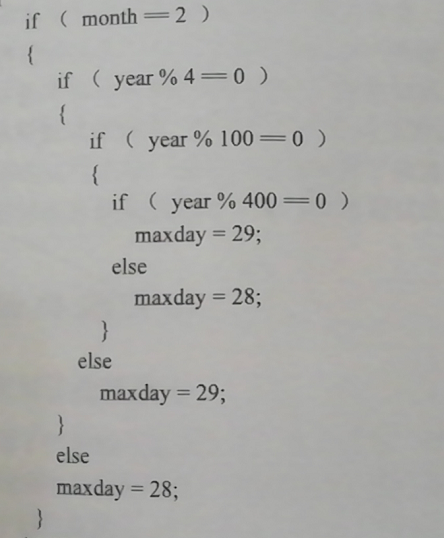 if ( month == 2 )
{
if ( year % 4 == 0 )
{
if ( year % 100 == 0 )
{
if ( year % 400 == 0 )
maxday = 29;
else
maxday = 28;
}
else
maxday = 29;
}
else
maxday = 28;
}